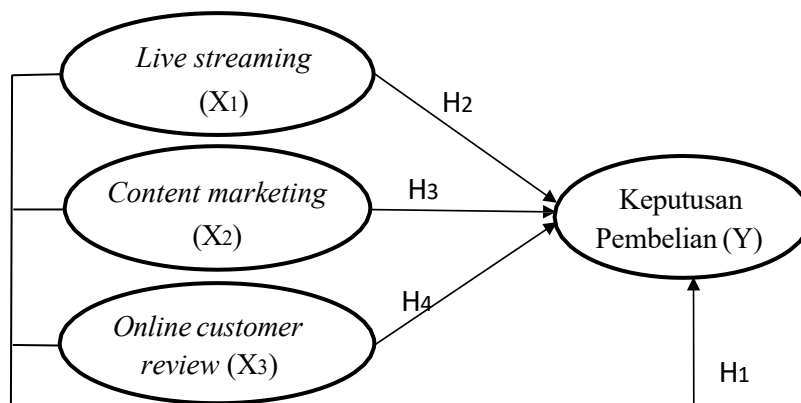 Live streaming
(X1)
H2
Content marketing
(X2)
H3
Keputusan
Pembelian (Y)
H4
Online customer
review (X3)
H1